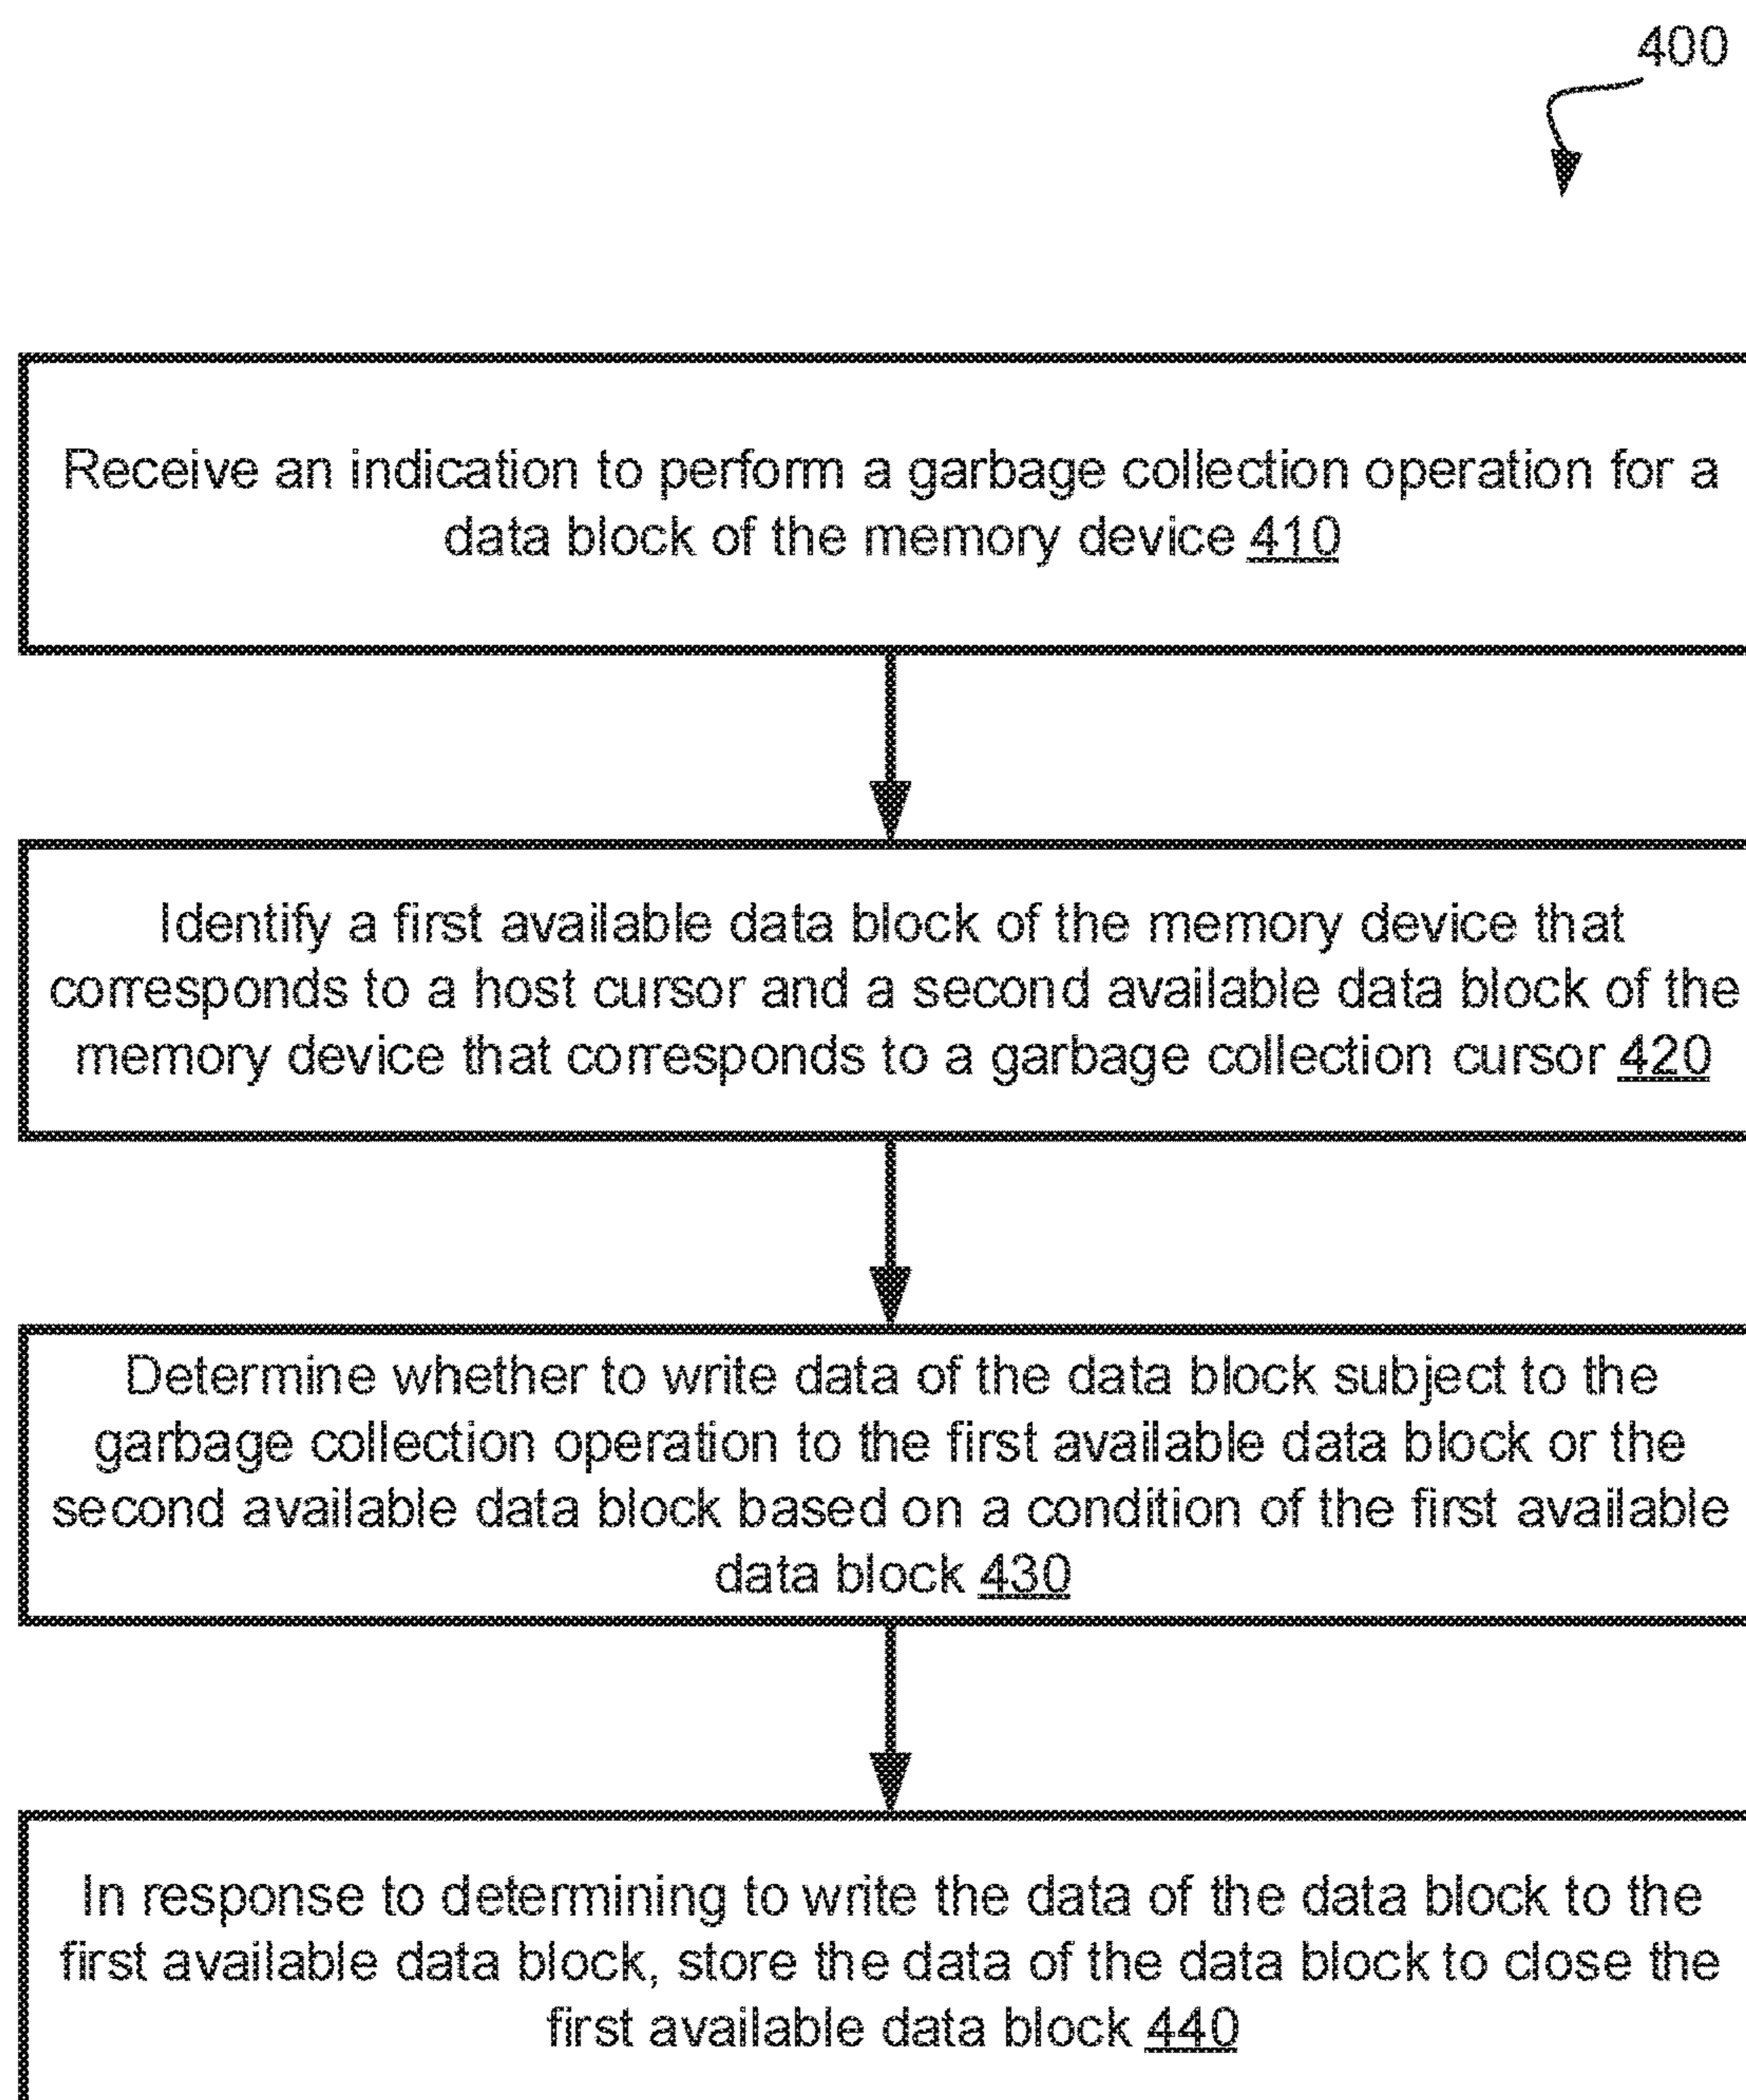 400
Receive an indication to perform a garbage collection operation for a
data block of the memory device 410
Identify a first available data block of the memory device that
corresponds to a host cursor and a second available data block of the
memory device that corresponds to a garbage collection cursor 420
Determine whether to write data of the data block subject to the
garbage collection operation to the first available data block or the
second available data block based on a condition of the first available
data block 430
In response to determining to write the data of the data block to the
first available data block, store the data of the data block to close the
first available data block 440